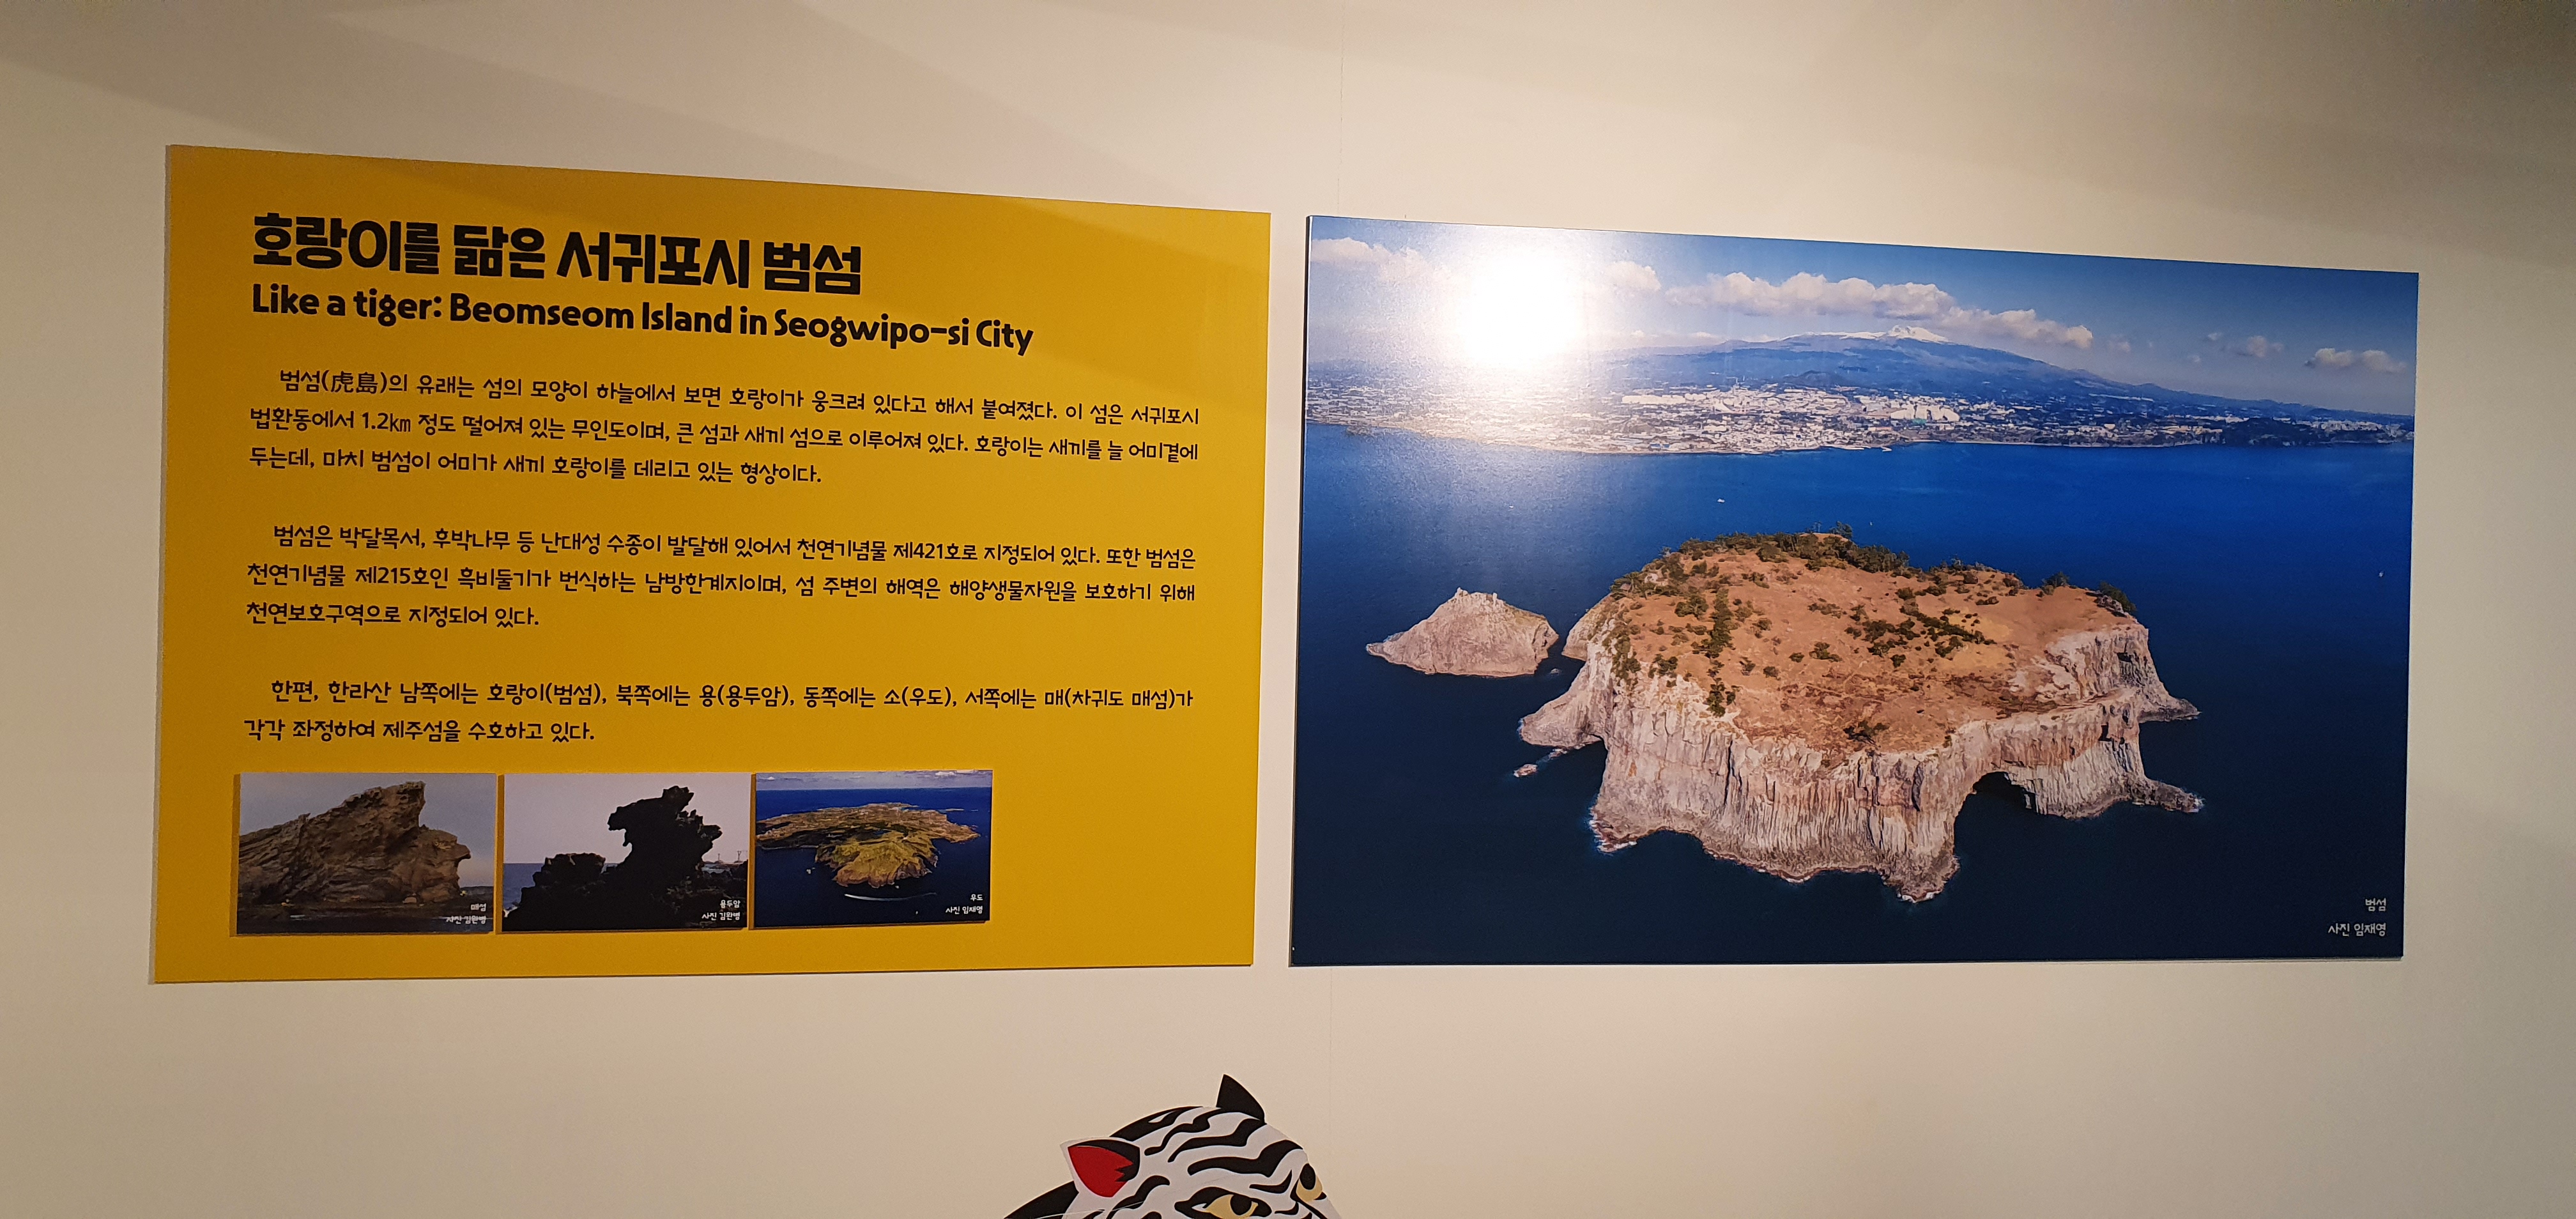 호랑이를 닮은 서귀포시 범섬
Like a tiger: Beomseom Island in Seogwipo-si City
범섬(虎島)의 유래는 섬의 모양이 하늘에서 보면 호랑이가 웅크려 있다고 해서 붙여졌다. 이 섬은 서귀포시
법환동에서 1.2㎞ 정도 떨어져 있는 무인도이며, 큰 섬과 새끼 섬으로 이루어져 있다. 호랑이는 새끼를 늘 어미곁에
두는데, 마치 범섬이 어미가 새끼 호랑이를 데리고 있는 형상이다.
범섬은 박달목서, 후박나무 등 난대성 수종이 발달해 있어서 천연기념물 제421호로 지정되어 있다. 또한 범섬은
천연기념물 제215호인 흑비둘기가 번식하는 남방한계지이며, 섬 주변의 해역은 해양생물자원을 보호하기 위해
천연보호구역으로 지정되어 있다.
한편, 한라산 남쪽에는 호랑이(범섬), 북쪽에는 용(용두암), 동쪽에는 소(우도), 서쪽에는 매(차귀도 매섬)가
각각 좌정하여 제주섬을 수호하고 있다.
매섬
사진 김완병
용두암
사진 김완병
우도
사진 임재영
범섬
사진 임재영